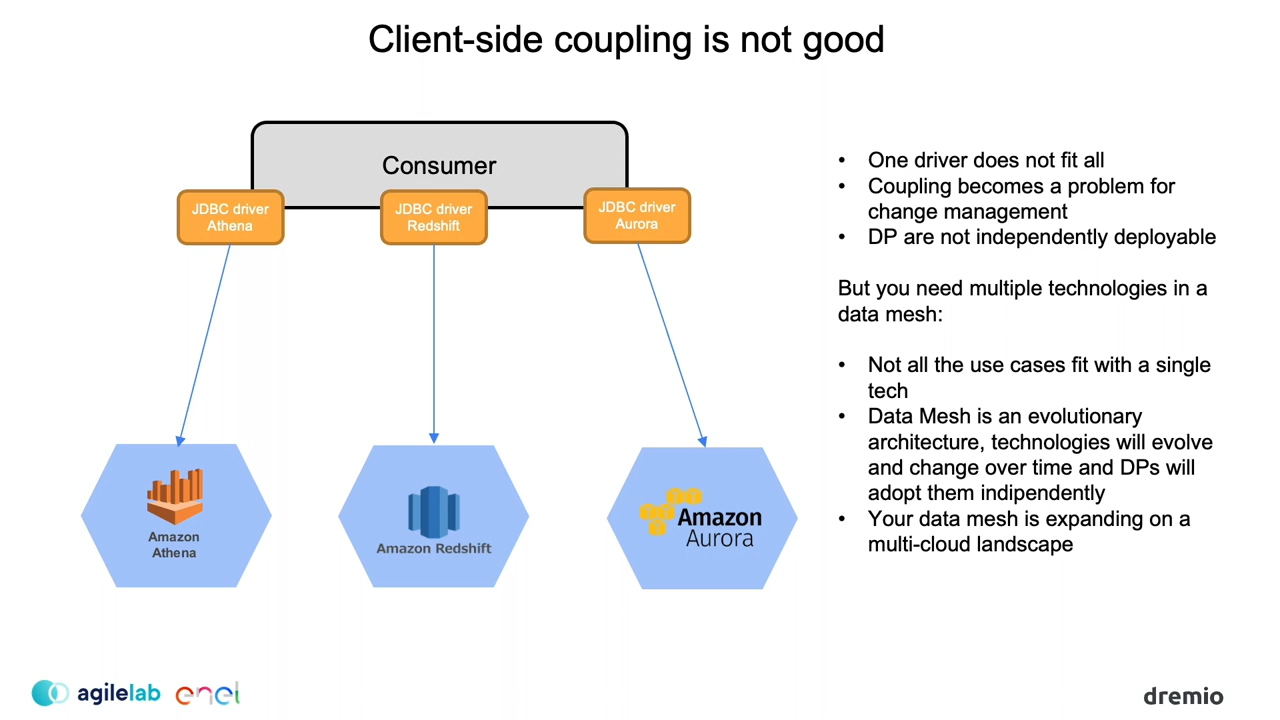 Client-side coupling is not good
Consumer
JDBC driver
Athena
JDBC driver
Redshift
JDBC driver
Aurora
Amazon
Athena
Amazon Redshift
Amazon
Aurora
• One driver does not fit all
• Coupling becomes a problem for
change management
• DP are not independently deployable
But you need multiple technologies in a
data mesh:
• Not all the use cases fit with a single
tech
• Data Mesh is an evolutionary
architecture, technologies will evolve
and change over time and DPs will
adopt them indipendently
• Your data mesh is expanding on a
multi-cloud landscape
agilelab
enel
dremio